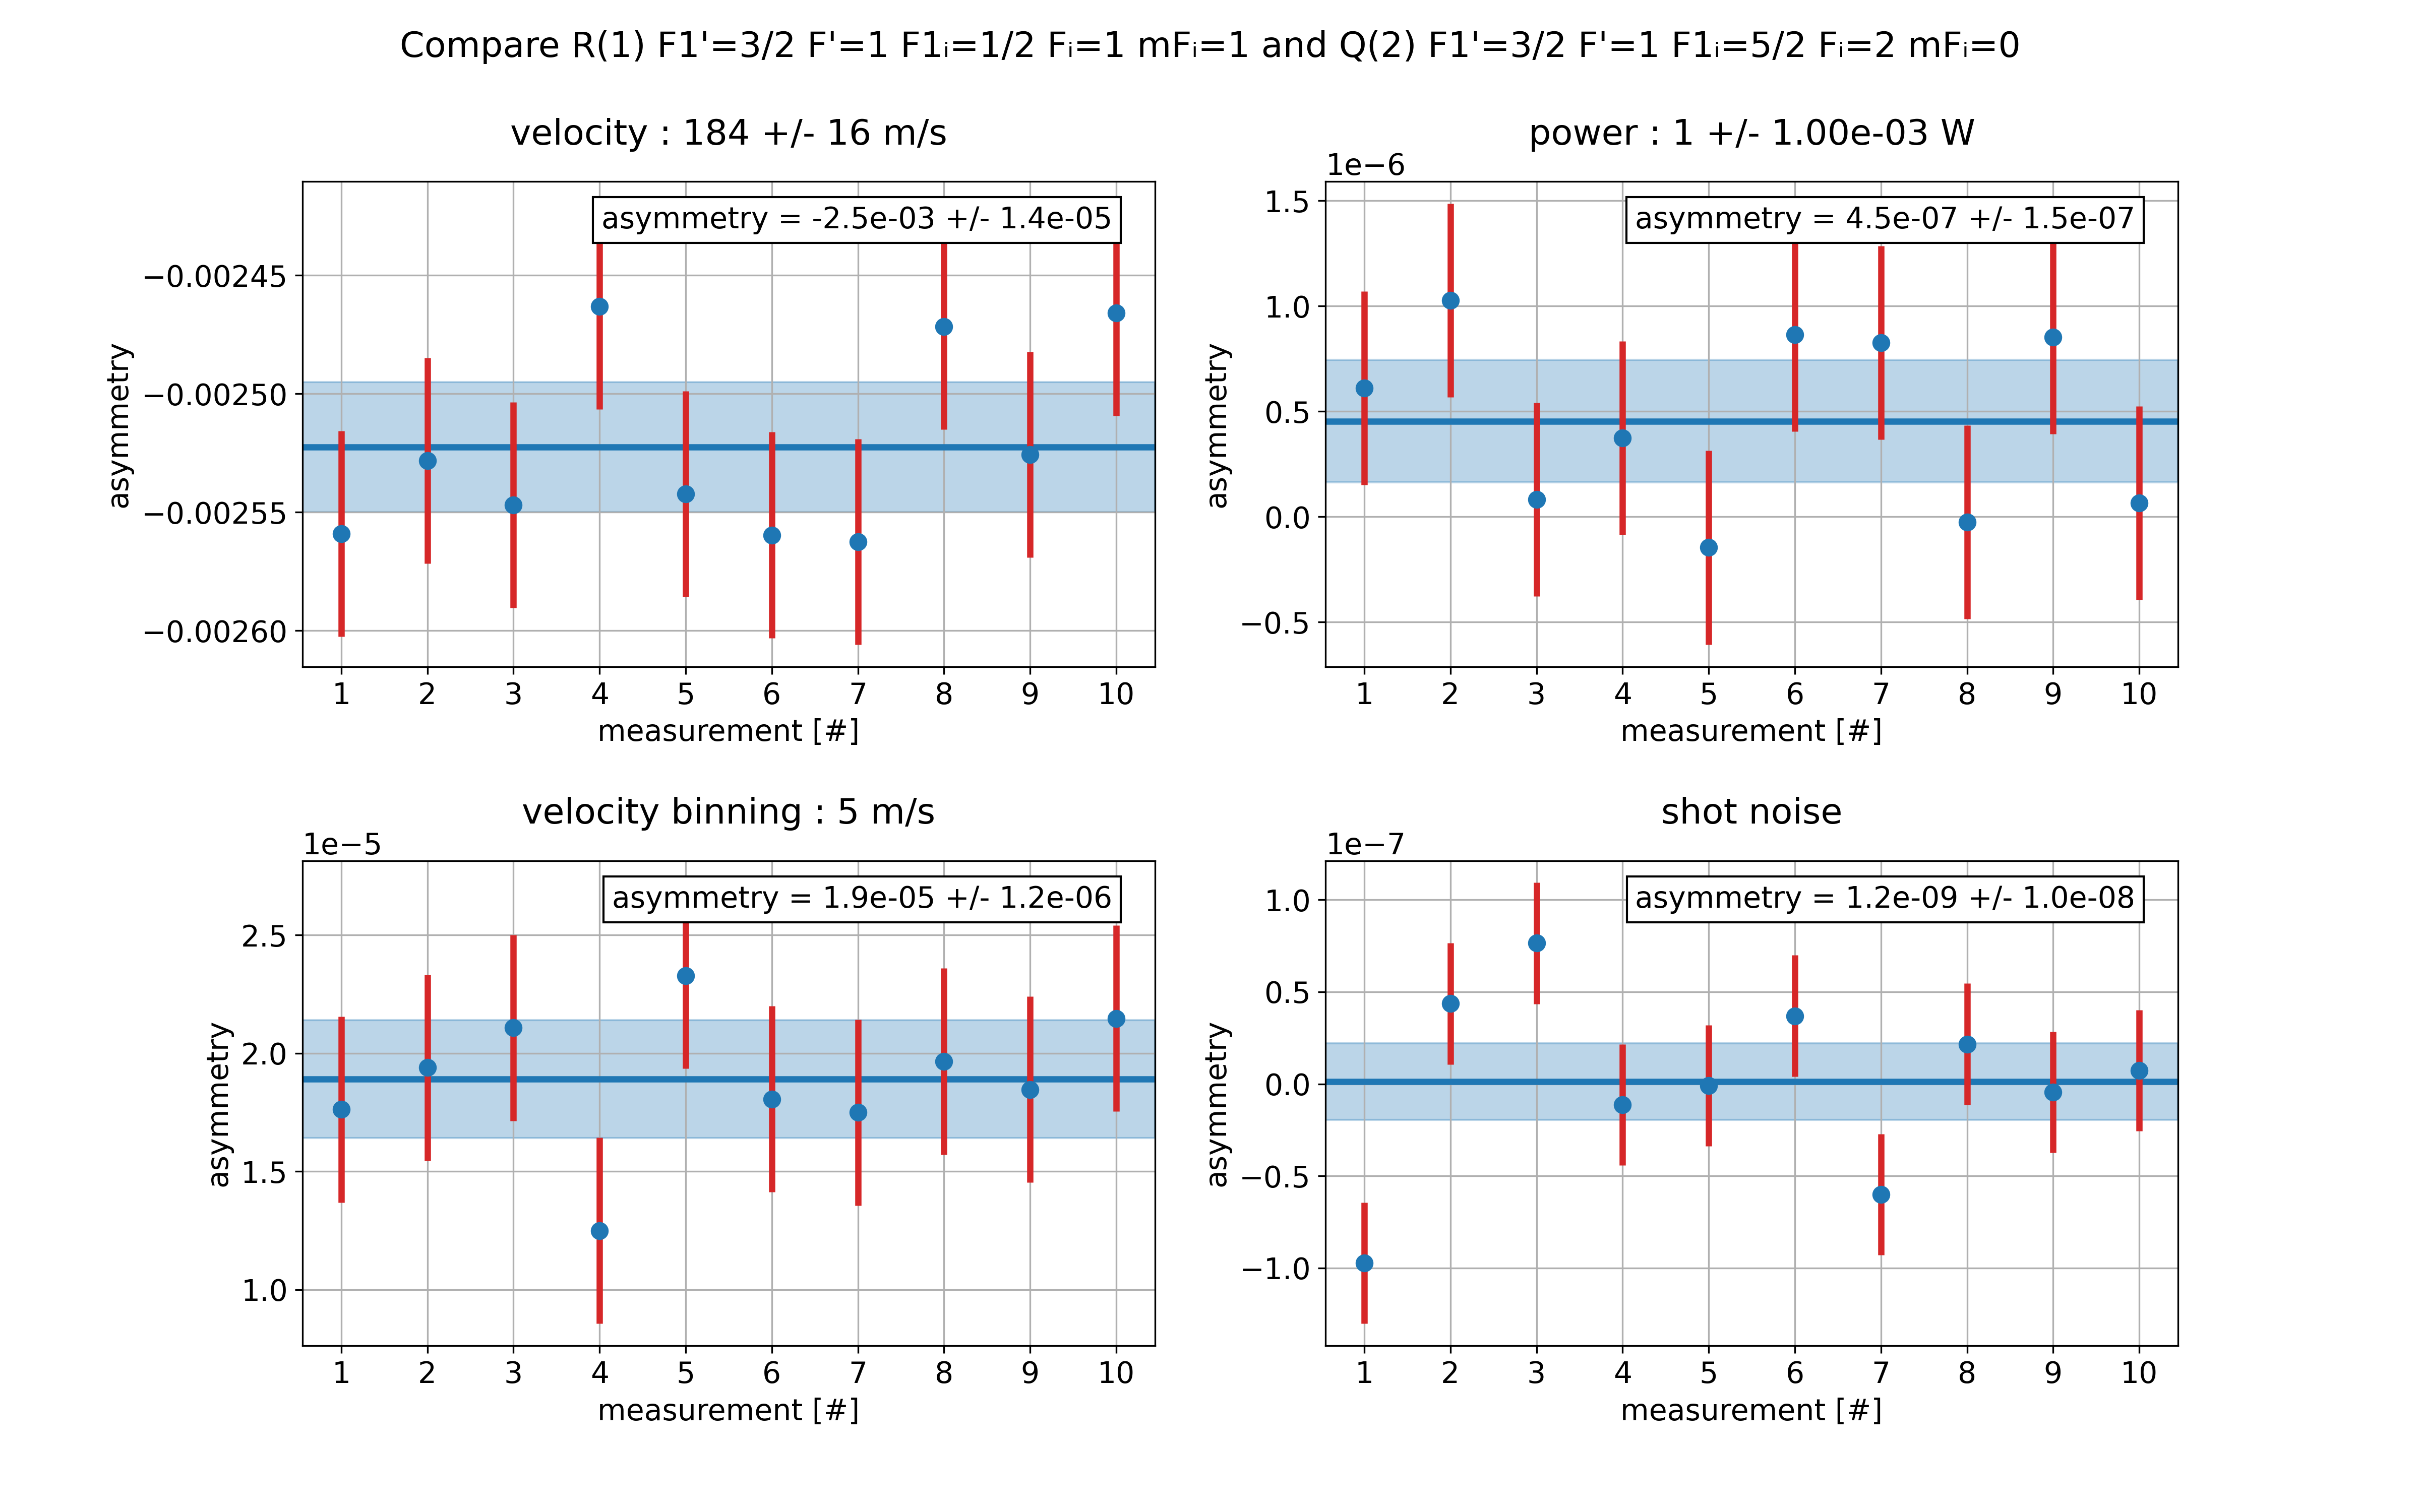 Compare R(1) F1'=3/2 F'=1 F1ᵢ=1/2 Fᵢ=1 mFᵢ=1 and Q(2) F1'=3/2 F'=1 F1ᵢ=5/2 Fᵢ=2 mFᵢ=0
velocity : 184 +/- 16 m/s
asymmetry = -2.5e-03 +/- 1.4e-05
−0.00245
−0.00250
−0.00255
−0.00260
asymmetry
1 2 3 4 5 6 7 8 9 10
measurement [#]
power : 1 +/- 1.00e-03 W
1e−6
asymmetry = 4.5e-07 +/- 1.5e-07
1.5
1.0
0.5
0.0
−0.5
asymmetry
1 2 3 4 5 6 7 8 9 10
measurement [#]
velocity binning : 5 m/s
1e−5
asymmetry = 1.9e-05 +/- 1.2e-06
2.5
2.0
1.5
1.0
asymmetry
1 2 3 4 5 6 7 8 9 10
measurement [#]
shot noise
1e−7
asymmetry = 1.2e-09 +/- 1.0e-08
1.0
0.5
0.0
−0.5
−1.0
asymmetry
1 2 3 4 5 6 7 8 9 10
measurement [#]